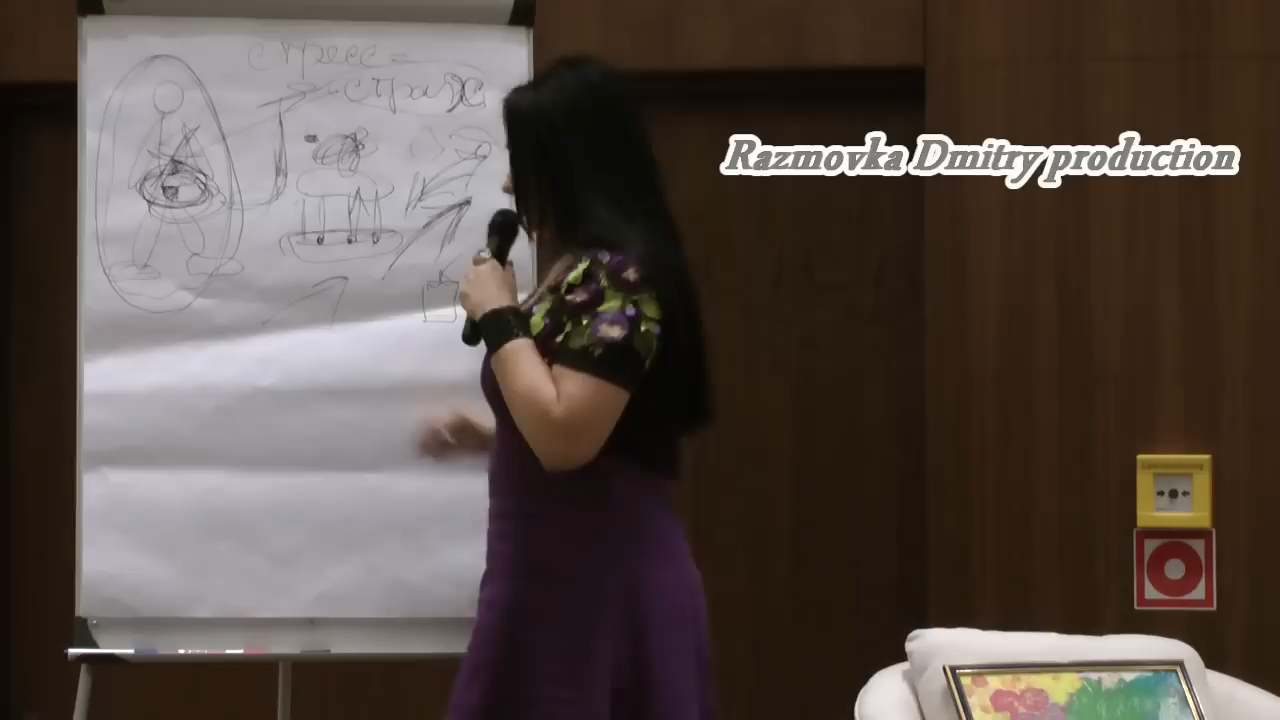 стресс =
страх
Razmovka Dmitry production